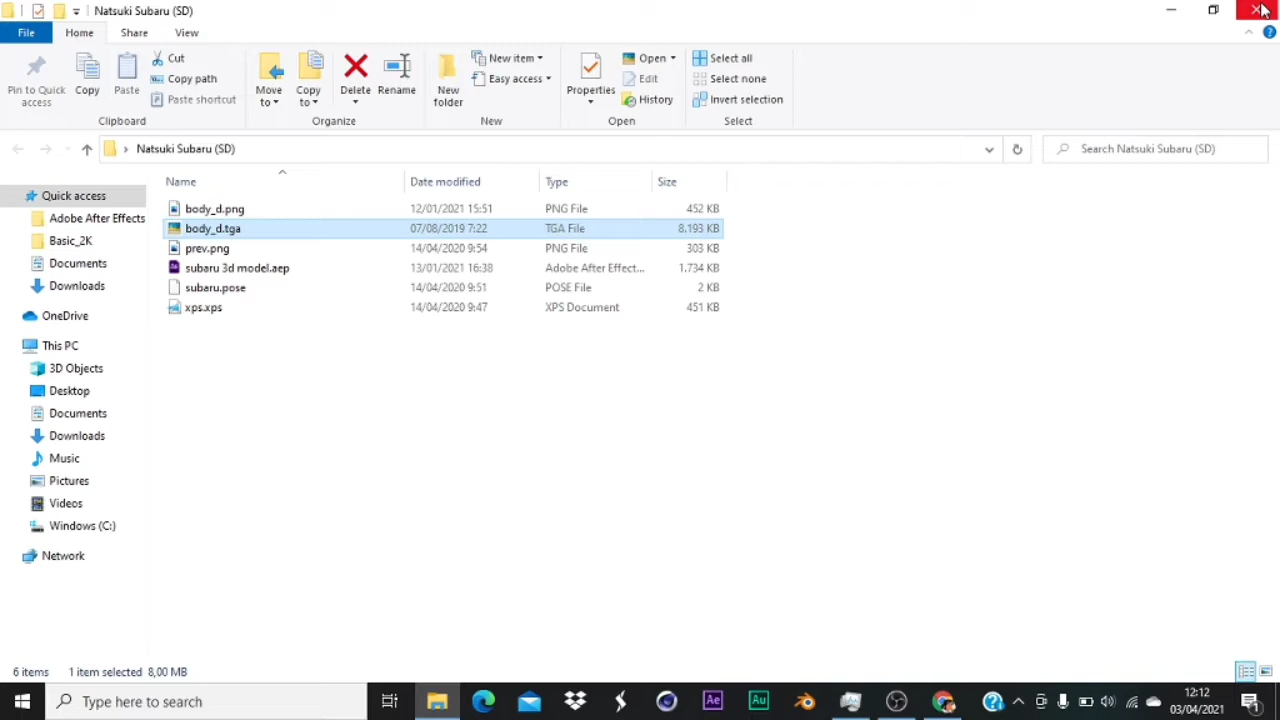 Natsuki Subaru (SD)
File Home Share View
Pin to Quick access
Copy
Paste
Cut
Copy path
Paste shortcut
Clipboard
Move to
Copy to
Delete
Rename
Organize
New folder
New item
Easy access
New
Properties
Open
Edit
History
Open
Select all
Select none
Invert selection
Select
Natsuki Subaru (SD)
Search Natsuki Subaru (SD)
Name Date modified Type Size
body_d.png 12/01/2021 15:51 PNG File 452 KB
body_d.tga 07/08/2019 7:22 TGA File 8.193 KB
prev.png 14/04/2020 9:54 PNG File 303 KB
subaru 3d model.aep 13/01/2021 16:38 Adobe After Effect... 1.734 KB
subaru.pose 14/04/2020 9:51 POSE File 2 KB
xps.xps 14/04/2020 9:47 XPS Document 451 KB
Quick access
Adobe After Effects
Basic_2K
Documents
Downloads
OneDrive
This PC
3D Objects
Desktop
Documents
Downloads
Music
Pictures
Videos
Windows (C:)
Network
6 items 1 item selected 8,00 MB
Type here to search
Ae
Au
12:12
03/04/2021
1